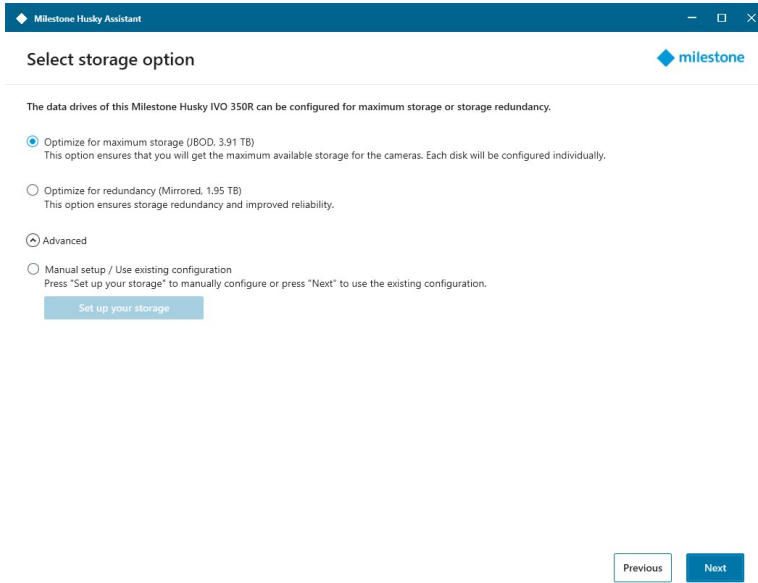 Milestone Husky Assistant
Select storage option
milestone
The data drives of this Milestone Husky IVO 350R can be configured for maximum storage or storage redundancy.
Optimize for maximum storage (JBOD, 3.91 TB)
This option ensures that you will get the maximum available storage for the cameras. Each disk will be configured individually.
Optimize for redundancy (Mirrored, 1.95 TB)
This option ensures storage redundancy and improved reliability.
Advanced
Manual setup / Use existing configuration
Press "Set up your storage" to manually configure or press "Next" to use the existing configuration.
Set up your storage
Previous
Next